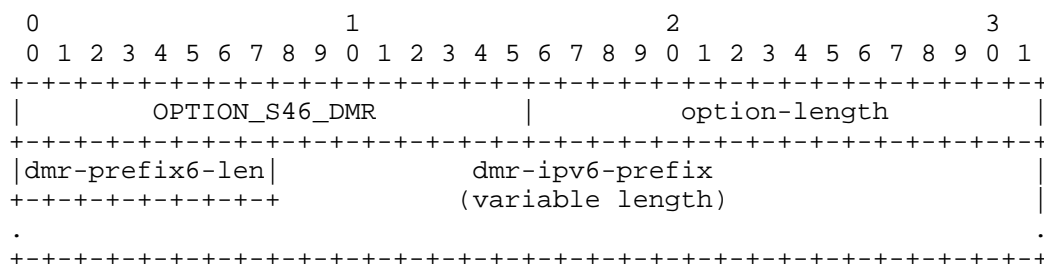 0                   1                   2                   3
 0 1 2 3 4 5 6 7 8 9 0 1 2 3 4 5 6 7 8 9 0 1 2 3 4 5 6 7 8 9 0 1
+-+-+-+-+-+-+-+-+-+-+-+-+-+-+-+-+-+-+-+-+-+-+-+-+-+-+-+-+-+-+-+-+
|        OPTION_S46_DMR         |         option-length         |
+-+-+-+-+-+-+-+-+-+-+-+-+-+-+-+-+-+-+-+-+-+-+-+-+-+-+-+-+-+-+-+-+
|dmr-prefix6-len|            dmr-ipv6-prefix                    |
+-+-+-+-+-+-+-+-+           (variable length)                   |
.                                                               .
+-+-+-+-+-+-+-+-+-+-+-+-+-+-+-+-+-+-+-+-+-+-+-+-+-+-+-+-+-+-+-+-+